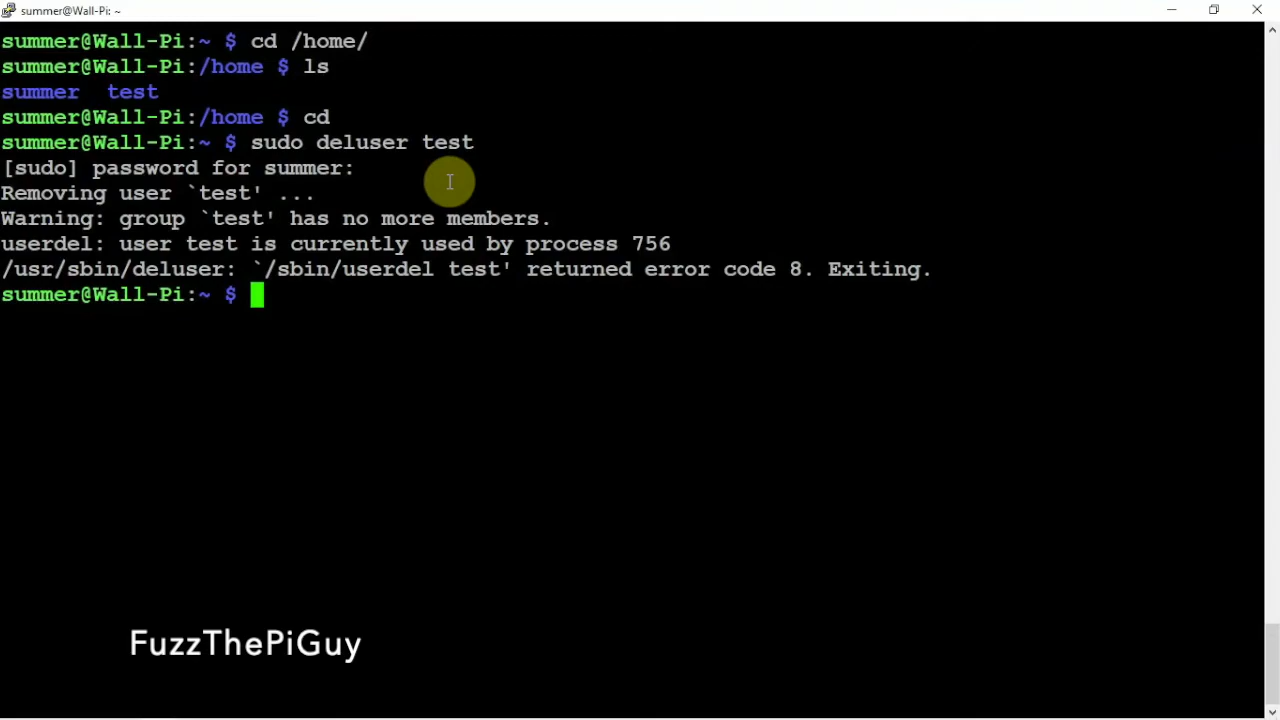 summer@Wall-Pi: ~
summer@Wall-Pi:~ $ cd /home/
summer@Wall-Pi:/home $ ls
summer  test
summer@Wall-Pi:/home $ cd
summer@Wall-Pi:~ $ sudo deluser test
[sudo] password for summer:
Removing user `test' ...
Warning: group `test' has no more members.
userdel: user test is currently used by process 756
/usr/sbin/deluser: `/sbin/userdel test' returned error code 8. Exiting.
summer@Wall-Pi:~ $
FuzzThePiGuy